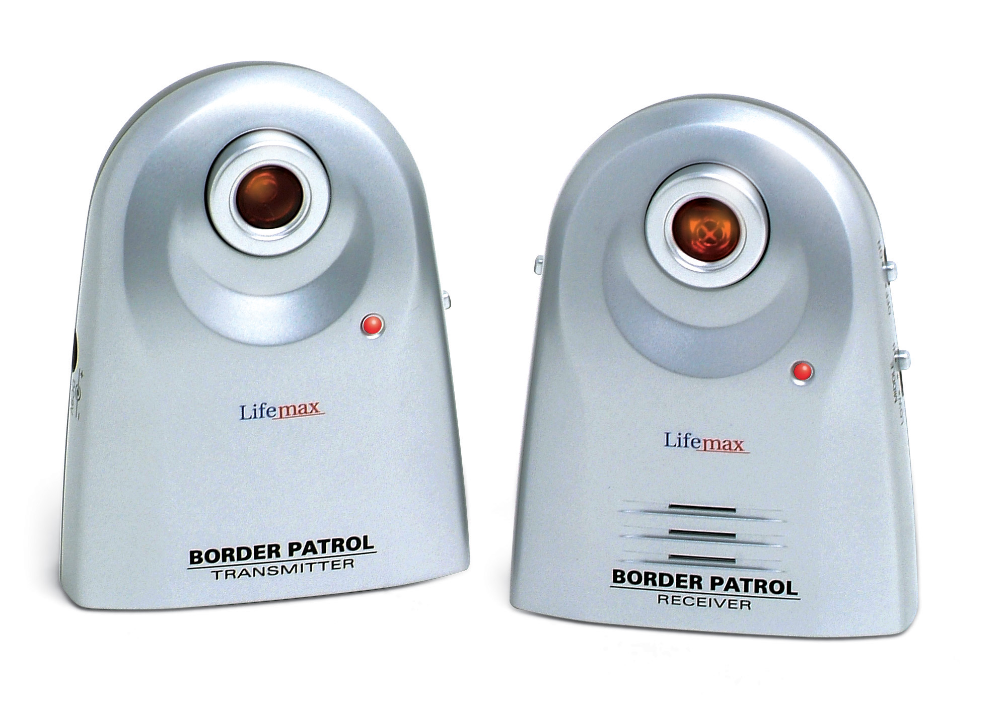 Lifemax
BORDER PATROL
TRANSMITTER
Lifemax
BORDER PATROL
RECEIVER